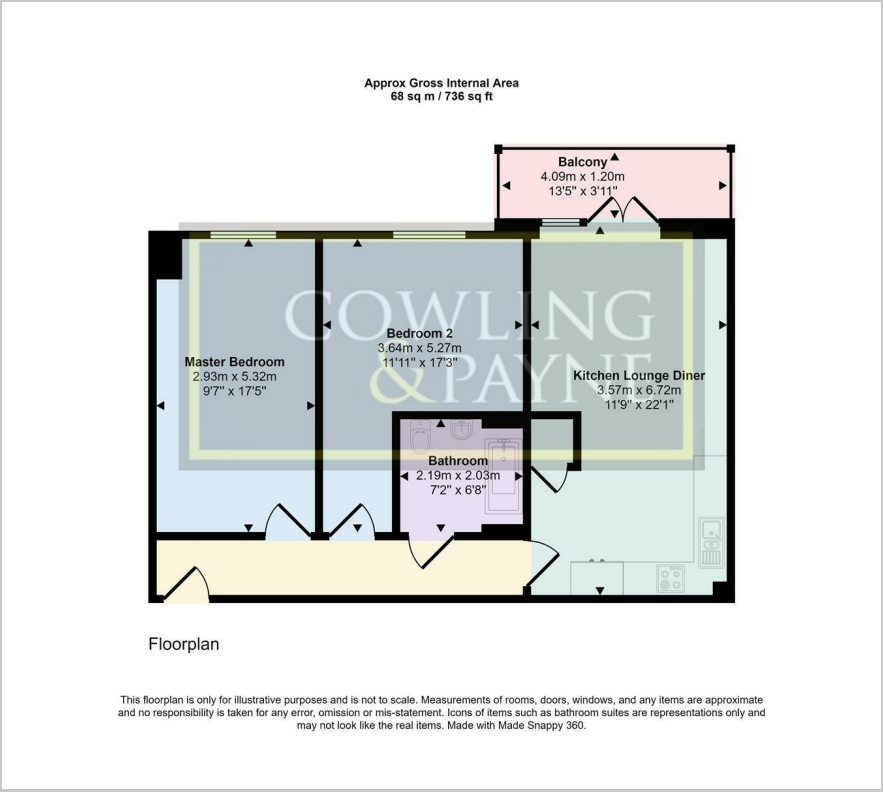 Approx Gross Internal Area
68 sq m / 736 sq ft
Balcony
4.09m x 1.20m
13'5" x 3'11"
COWLING
& PAYNE
Master Bedroom
2.93m x 5.32m
9'7" x 17'5"
Bedroom 2
3.64m x 5.27m
11'11" x 17'3"
Kitchen Lounge Diner
3.57m x 6.72m
11'9" x 22'1"
Bathroom
2.19m x 2.03m
7'2" x 6'8"
Floorplan
This floorplan is only for illustrative purposes and is not to scale. Measurements of rooms, doors, windows, and any items are approximate
and no responsibility is taken for any error, omission or mis-statement. Icons of items such as bathroom suites are representations only and
may not look like the real items. Made with Made Snappy 360.